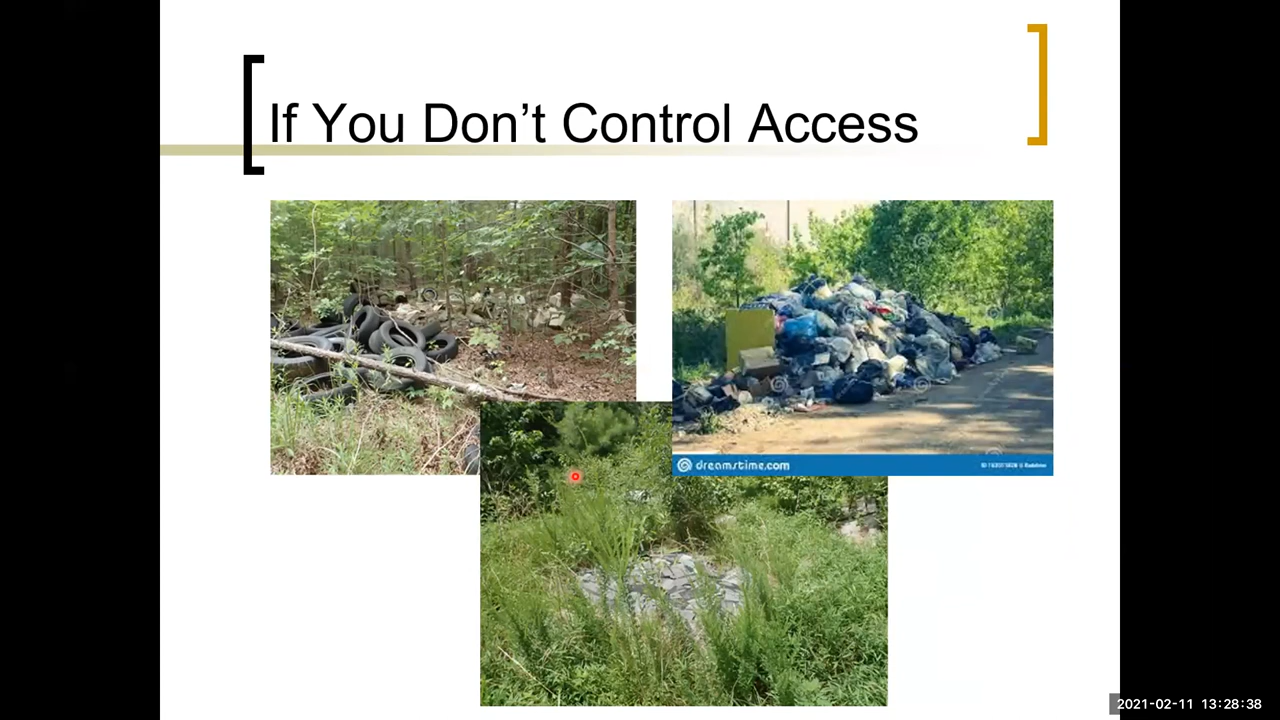 If You Don’t Control Access
dreamstime.com
2021-02-11 13:28:38